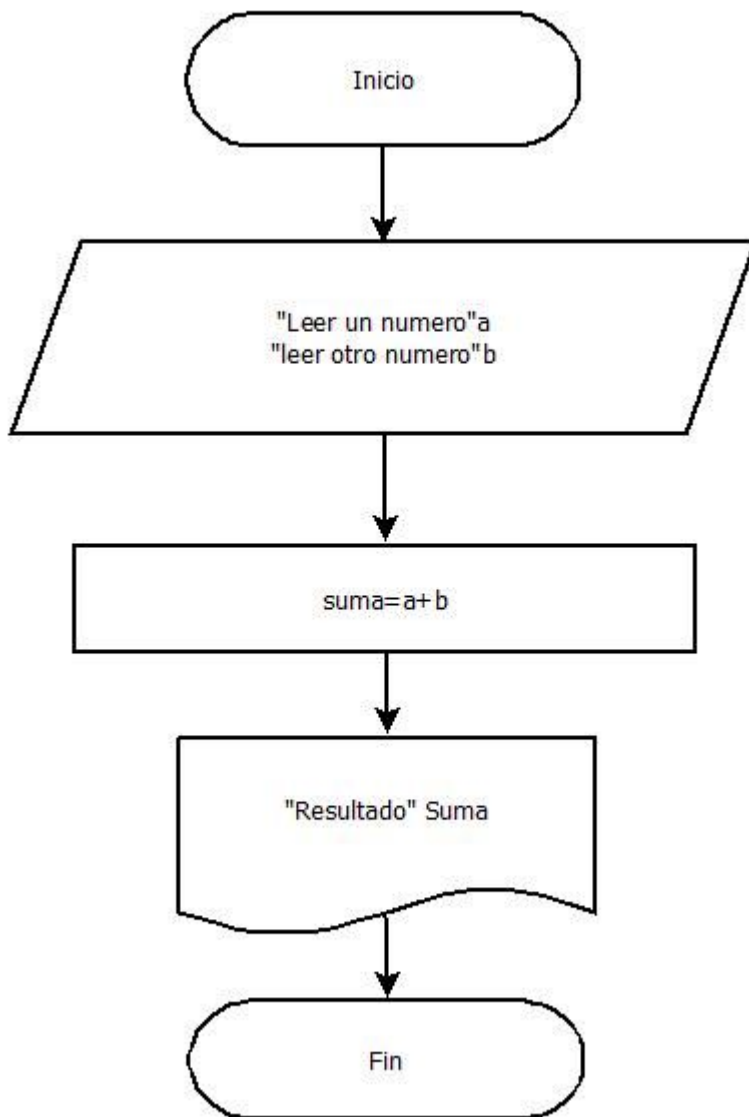 Inicio
"Leer un numero"a
"leer otro numero"b
suma=a+b
"Resultado" Suma
Fin